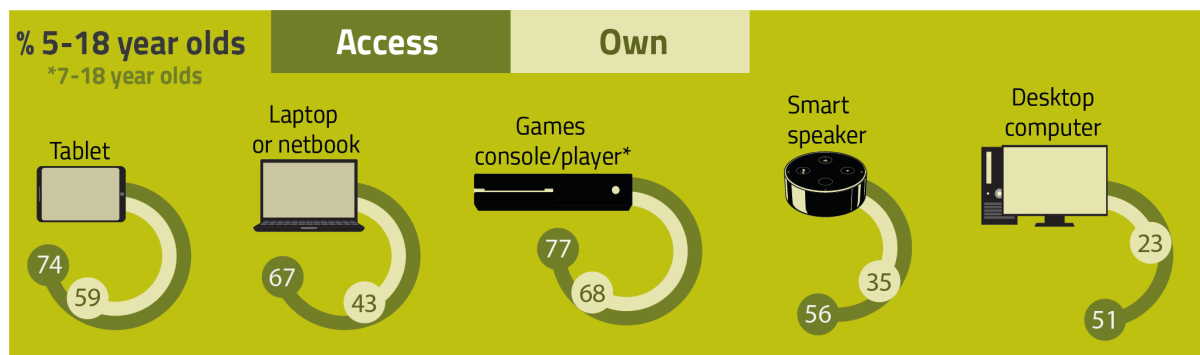 % 5-18 year olds
*7-18 year olds
Access
Own
Tablet
74
59
Laptop
or netbook
67
43
Games
console/player*
77
68
Smart
speaker
56
35
Desktop
computer
51
23